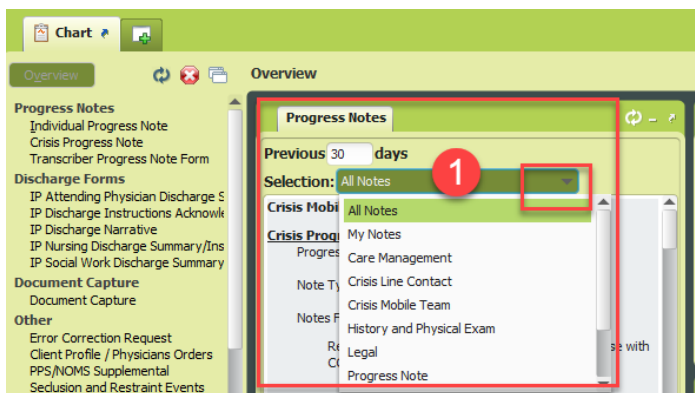 Chart
Overview
Overview
Progress Notes
Individual Progress Note
Crisis Progress Note
Transcriber Progress Note Form
Discharge Forms
IP Attending Physician Discharge S
IP Discharge Instructions Acknowle
IP Discharge Narrative
IP Nursing Discharge Summary/Ins
IP Social Work Discharge Summary
Document Capture
Document Capture
Other
Error Correction Request
Client Profile / Physicians Orders
PPS/NOMS Supplemental
Seclusion and Restraint Events
Progress Notes
Previous 30 days
1
Selection: All Notes
Crisis Mobi
Crisis Prog
Progres
Note Ty
Notes F
Re
se with
All Notes
My Notes
Care Management
Crisis Line Contact
Crisis Mobile Team
History and Physical Exam
Legal
Progress Note